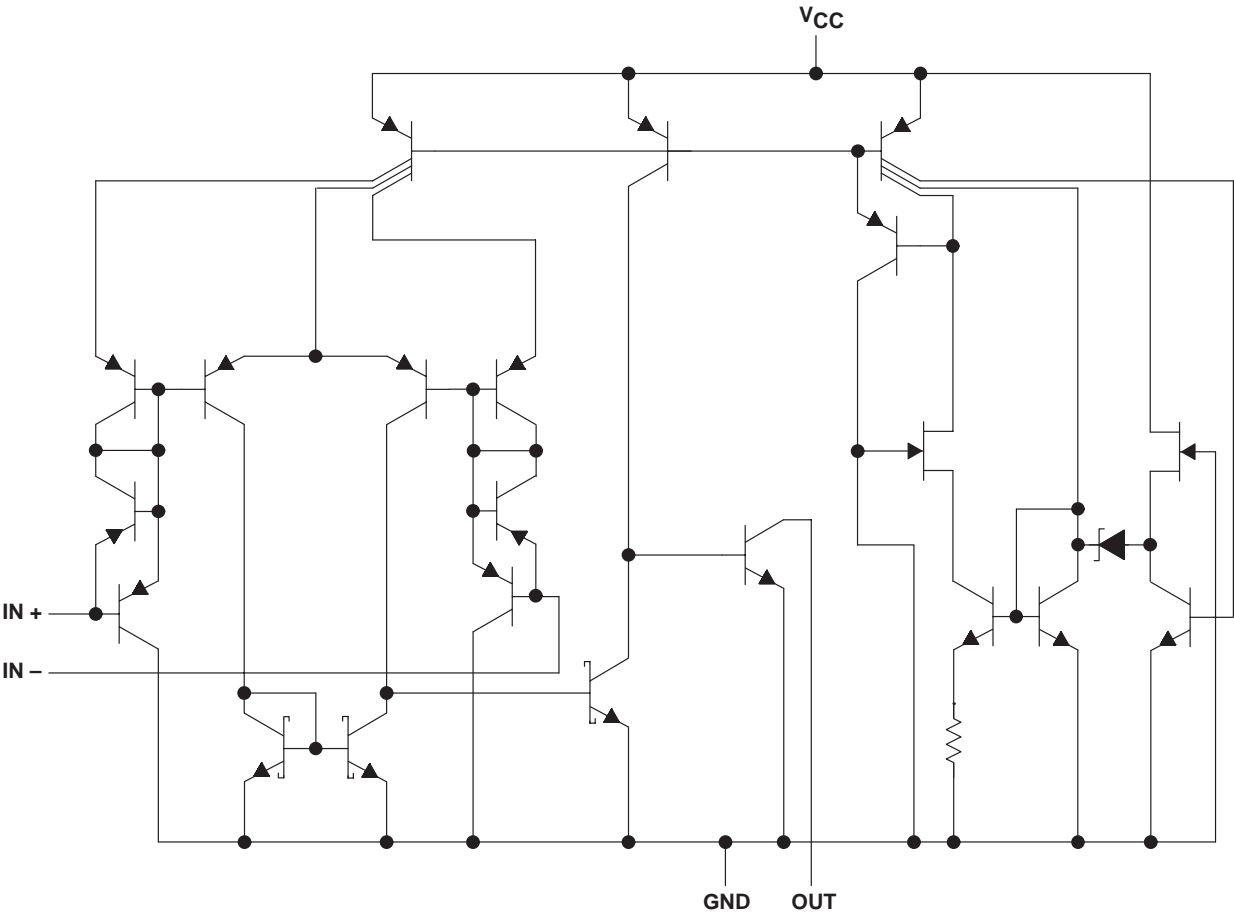 VCC
IN +
IN –
GND
OUT